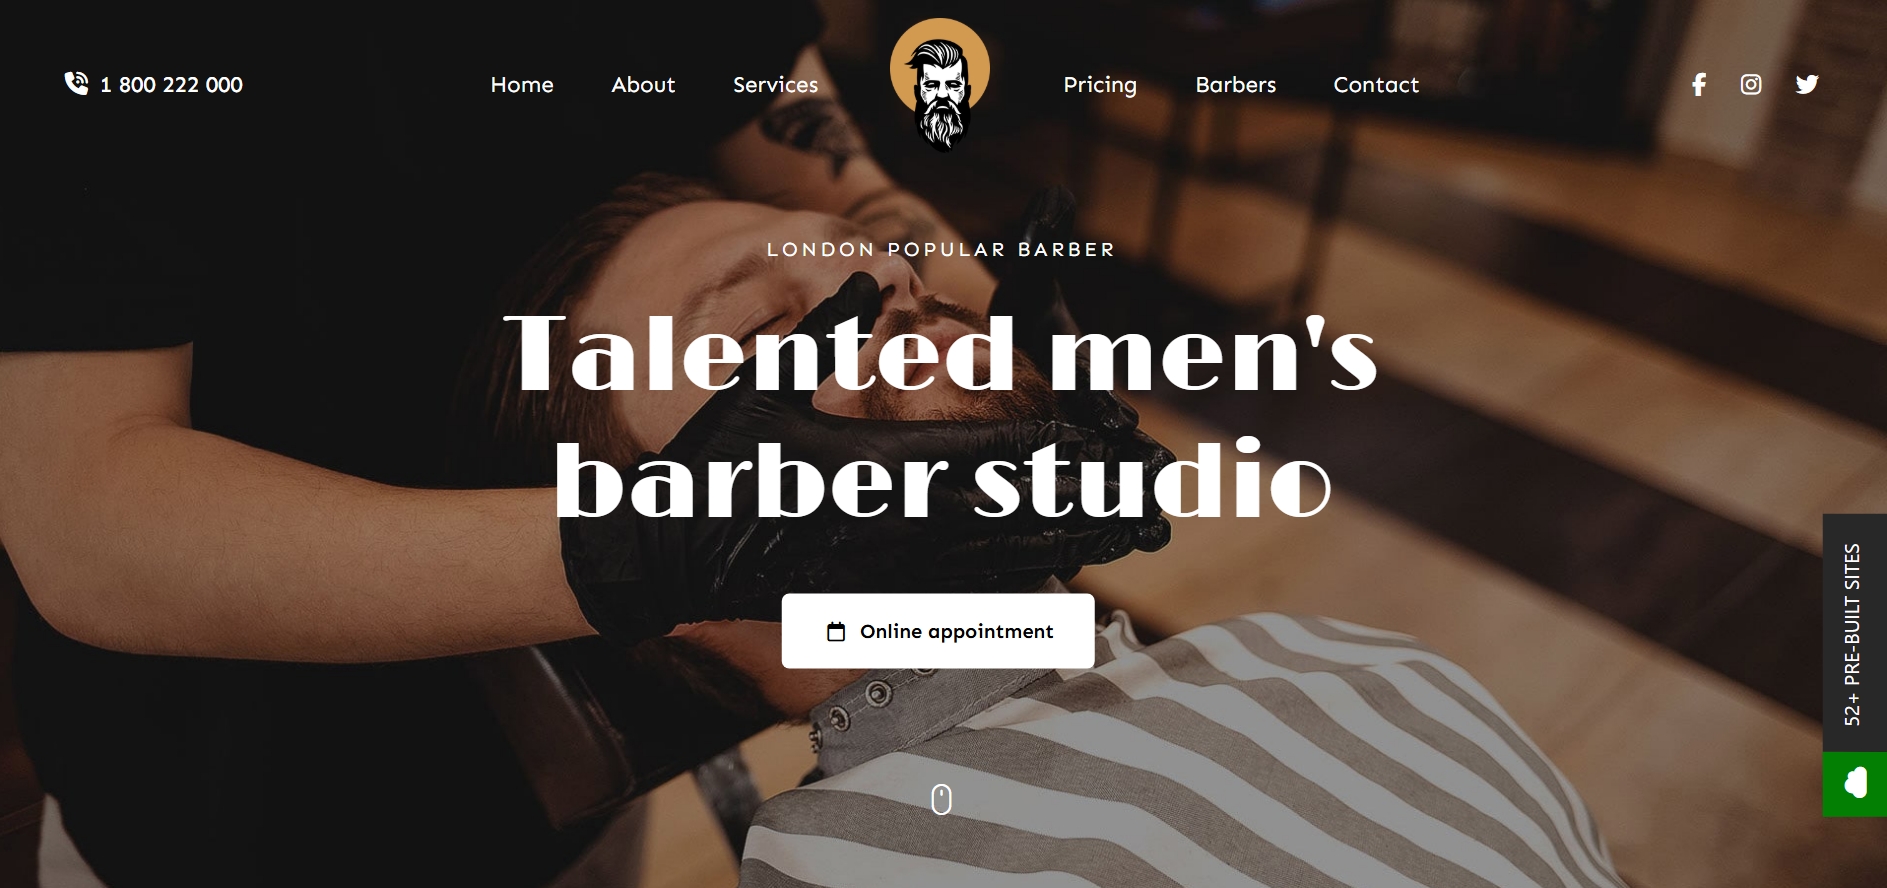 1 800 222 000
Home
About
Services
Pricing
Barbers
Contact
LONDON POPULAR BARBER
Talented men's
barber studio
Online appointment
52+ PRE-BUILT SITES